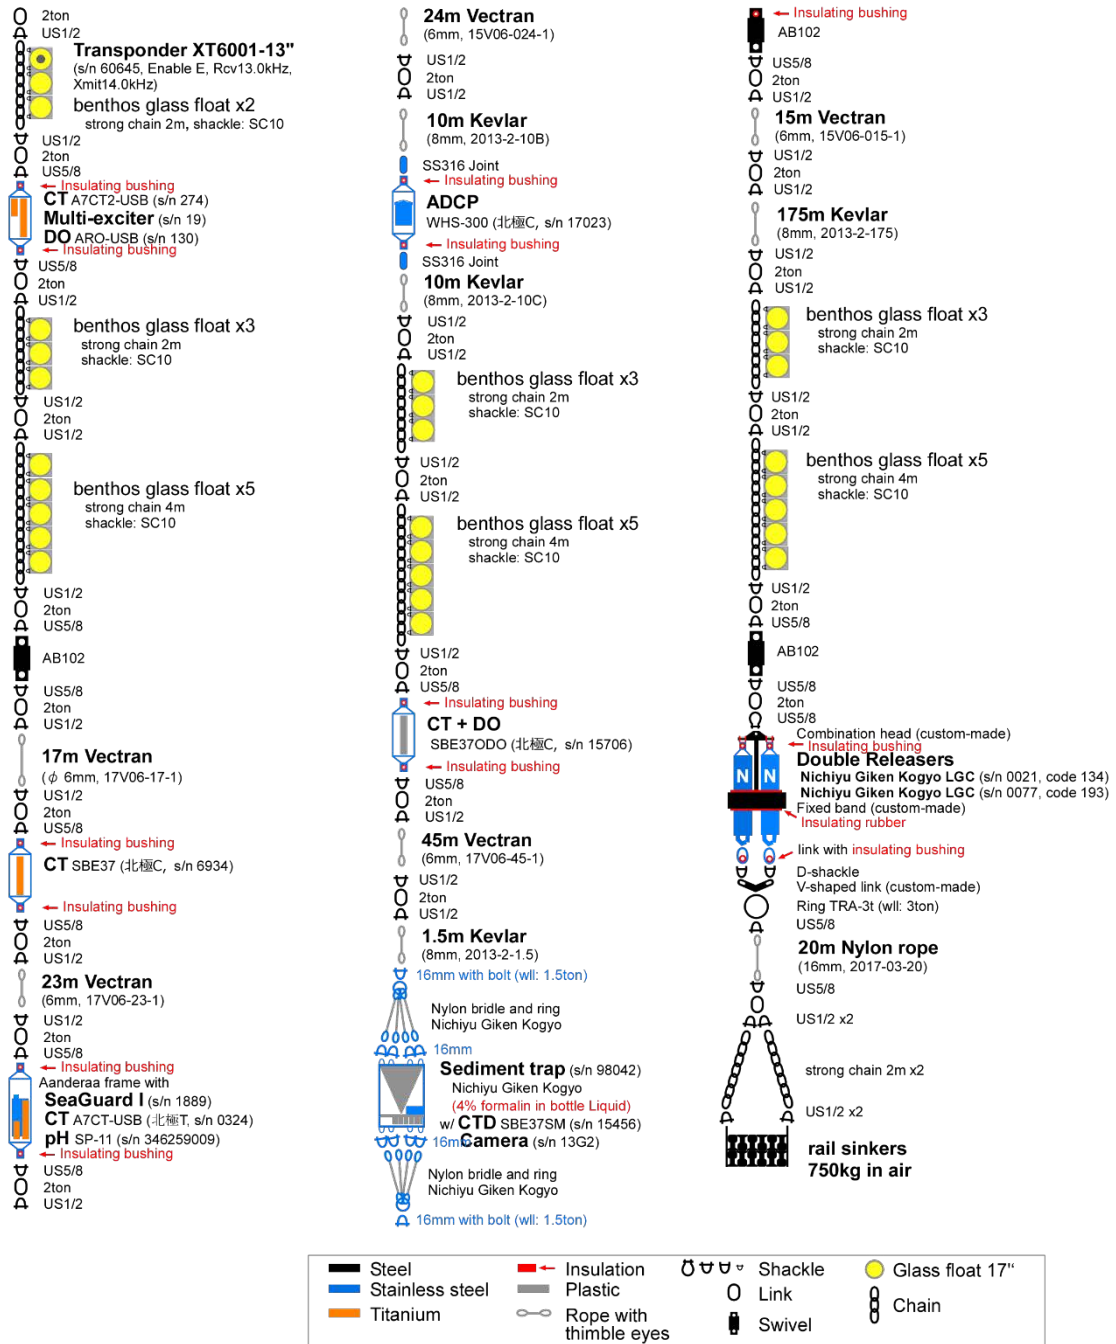 2ton
US1/2
Transponder XT6001-13"
(s/n 60645, Enable E, Rcv13.0kHz,
Xmit14.0kHz)
benthos glass float x2
strong chain 2m, shackle: SC10
US1/2
2ton
US5/8
Insulating bushing
CT A7CT2-USB (s/n 274)
Multi-exciter (s/n 19)
DO ARO-USB (s/n 130)
Insulating bushing
US5/8
2ton
US1/2
benthos glass float x3
strong chain 2m
shackle: SC10
US1/2
2ton
US1/2
benthos glass float x5
strong chain 4m
shackle: SC10
US1/2
2ton
US5/8
AB102
US5/8
2ton
US1/2
17m Vectran
(ϕ 6mm, 17V06-17-1)
US1/2
2ton
US5/8
Insulating bushing
CT SBE37 (北極C, s/n 6934)
Insulating bushing
US5/8
2ton
US1/2
23m Vectran
(6mm, 17V06-23-1)
US1/2
2ton
US5/8
Insulating bushing
Aanderaa frame with
SeaGuard I (s/n 1889)
CT A7CT-USB (北極T, s/n 0324)
pH SP-11 (s/n 346259009)
Insulating bushing
US5/8
2ton
US1/2
24m Vectran
(6mm, 15V06-024-1)
US1/2
2ton
US1/2
10m Kevlar
(8mm, 2013-2-10B)
SS316 Joint
Insulating bushing
ADCP
WHS-300 (北極C, s/n 17023)
Insulating bushing
SS316 Joint
10m Kevlar
(8mm, 2013-2-10C)
US1/2
2ton
US1/2
benthos glass float x3
strong chain 2m
shackle: SC10
US1/2
2ton
US1/2
benthos glass float x5
strong chain 4m
shackle: SC10
US1/2
2ton
US5/8
Insulating bushing
CT + DO
SBE37ODO (北極C, s/n 15706)
Insulating bushing
US5/8
2ton
US1/2
45m Vectran
(6mm, 17V06-45-1)
US1/2
2ton
US1/2
1.5m Kevlar
(8mm, 2013-2-1.5)
16mm with bolt (wll: 1.5ton)
Nylon bridle and ring
Nichiyu Giken Kogyo
16mm
Sediment trap (s/n 98042)
Nichiyu Giken Kogyo
(4% formalin in bottle Liquid)
w/ CTD SBE37SM (s/n 15456)
16mm Camera (s/n 13G2)
Nylon bridle and ring
Nichiyu Giken Kogyo
16mm with bolt (wll: 1.5ton)
Insulating bushing
AB102
US5/8
2ton
US1/2
15m Vectran
(6mm, 15V06-015-1)
US1/2
2ton
US1/2
175m Kevlar
(8mm, 2013-2-175)
US1/2
2ton
US1/2
benthos glass float x3
strong chain 2m
shackle: SC10
US1/2
2ton
US1/2
benthos glass float x5
strong chain 4m
shackle: SC10
US1/2
2ton
US5/8
AB102
US5/8
2ton
US5/8
Combination head (custom-made)
Insulating bushing
Double Releasers
N N
Nichiyu Giken Kogyo LGC (s/n 0021, code 134)
Nichiyu Giken Kogyo LGC (s/n 0077, code 193)
Fixed band (custom-made)
Insulating rubber
link with insulating bushing
D-shackle
V-shaped link (custom-made)
Ring TRA-3t (wll: 3ton)
US5/8
20m Nylon rope
(16mm, 2017-03-20)
US5/8
US1/2 x2
strong chain 2m x2
US1/2 x2
rail sinkers
750kg in air
Steel
Stainless steel
Titanium
Insulation
Plastic
Rope with
thimble eyes
Shackle
Link
Swivel
Glass float 17"
Chain